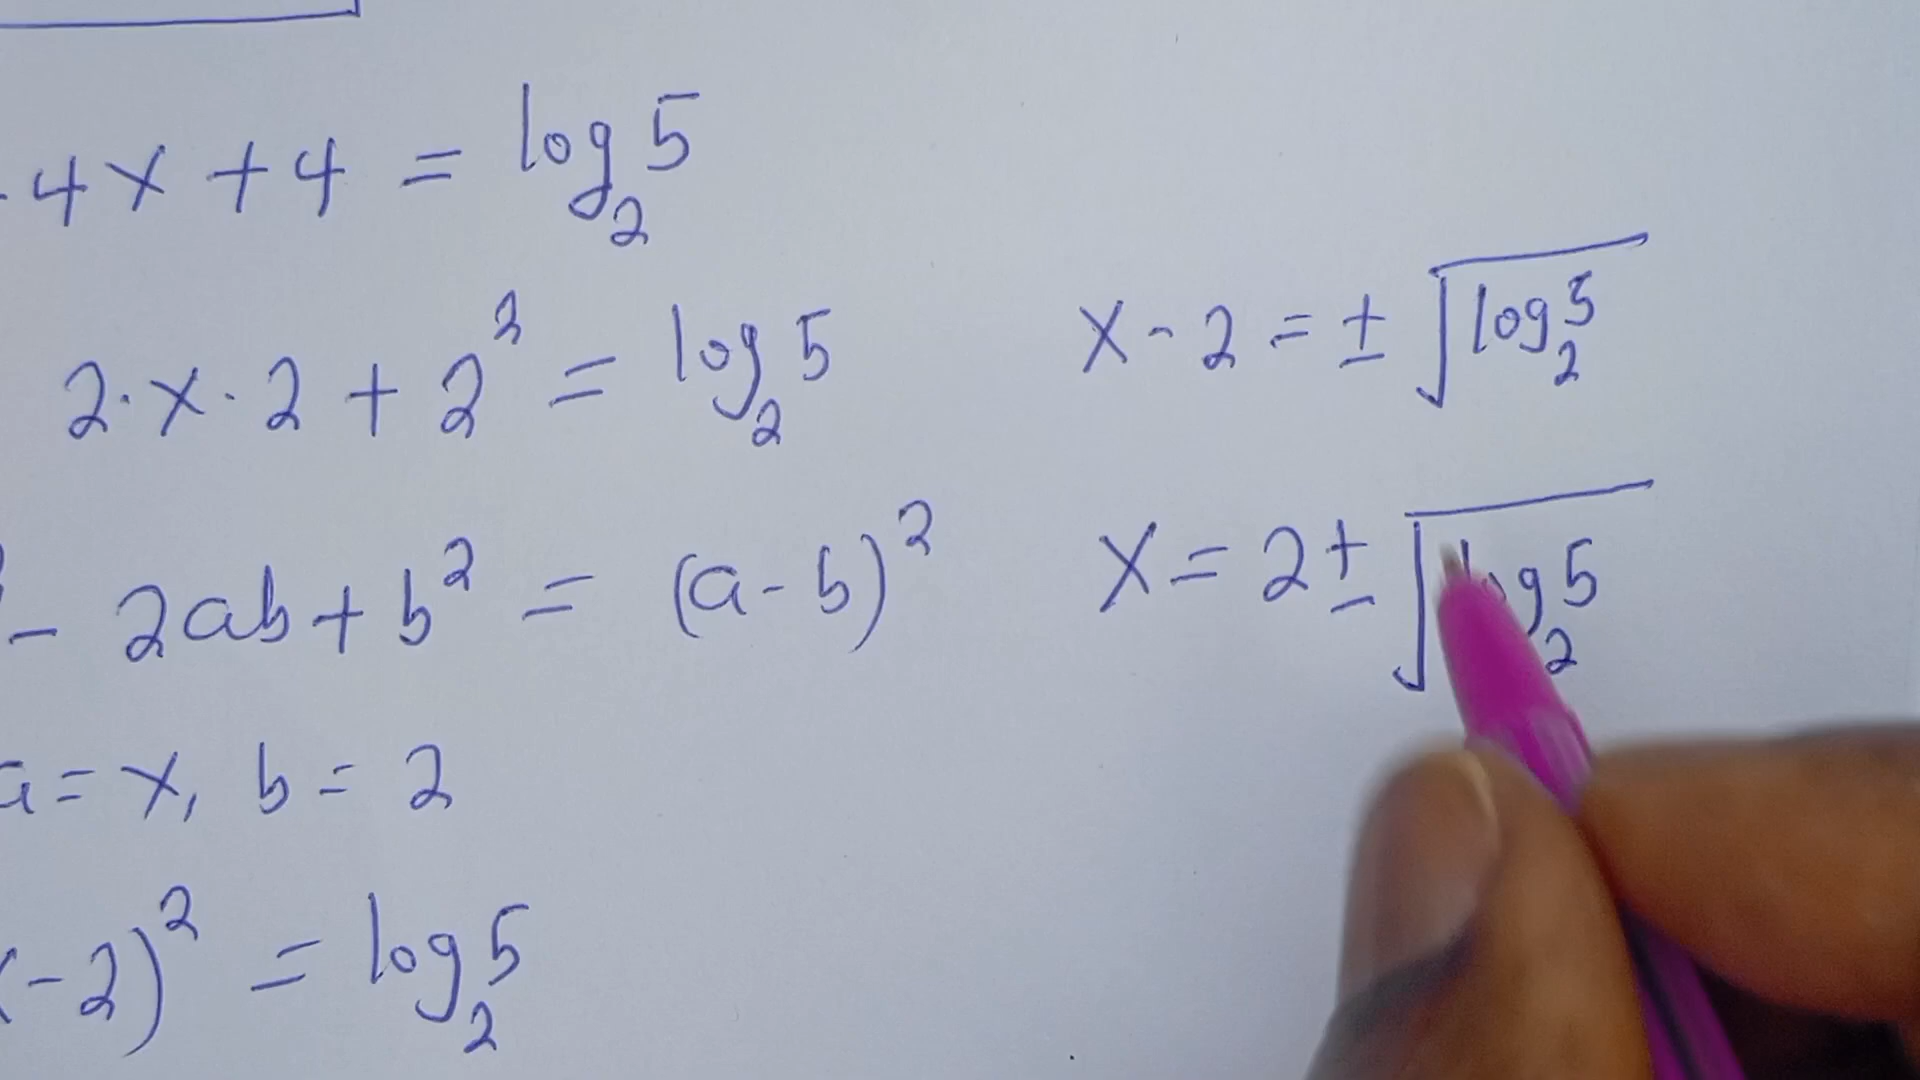 - 4x + 4 = log₂5
2·x·2 + 2² = log₂5
- 2ab + b² = (a - b)²
a = x, b = 2
x - 2)² = log₂5
x - 2 = ± √log₂5
x = 2 ± √log₂5